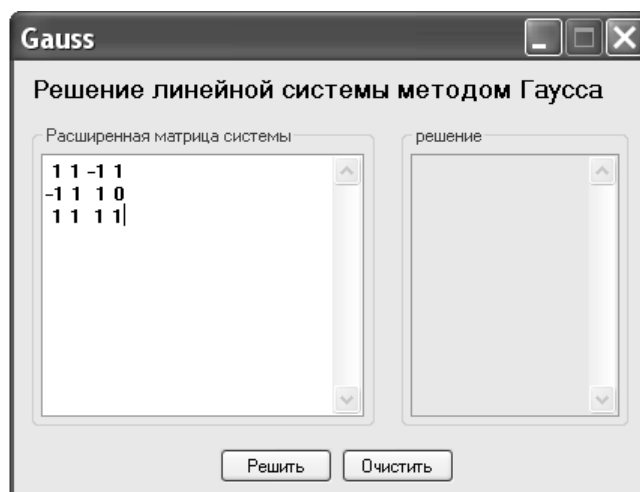 Gauss
Решение линейной системы методом Гаусса
Расширенная матрица системы
решение
1 1 -1 1
-1 1 1 0
1 1 1 1
Решить
Очистить